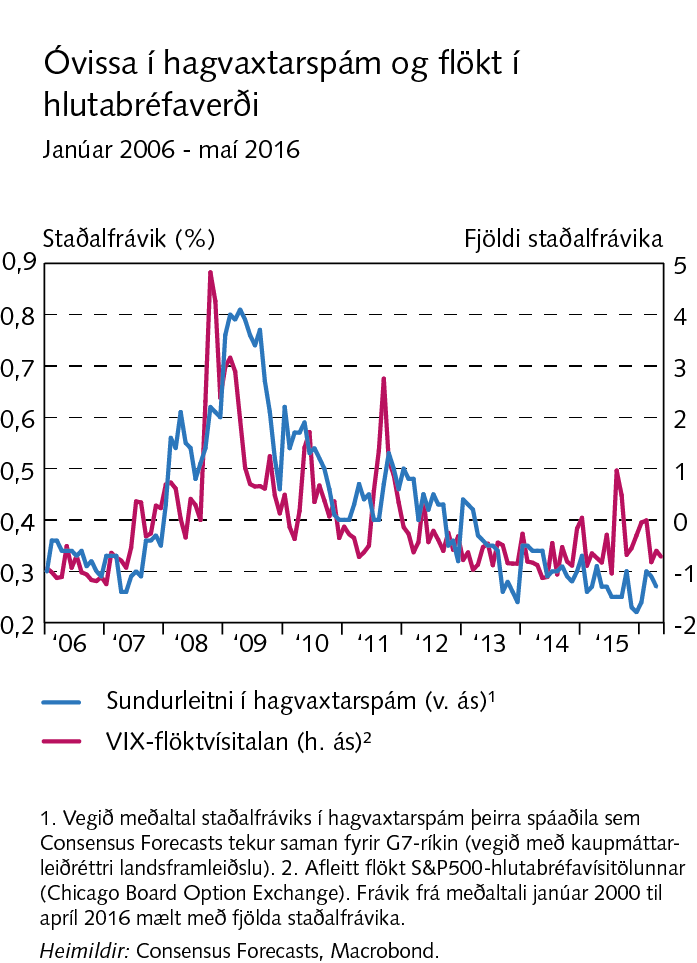 Óvissa í hagvaxtarspám og flökt í
hlutabréfaverði
Janúar 2006 - maí 2016
Staðalfrávik (%)
Fjöldi staðalfrávika
0,9
0,8
0,7
0,6
0,5
0,4
0,3
0,2
5
4
3
2
1
0
-1
-2
‘06 ‘07 ‘08 ‘09 ‘10 ‘11 ‘12 ‘13 ‘14 ‘15
Sundurleitni í hagvaxtarspám (v. ás)¹
VIX-flöktvísitalan (h. ás)²
1. Vegið meðaltal staðalfráviks í hagvaxtarspám þeirra spáaðila sem
Consensus Forecasts tekur saman fyrir G7-ríkin (vegið með kaupmáttar-
leiðréttri landsframleiðslu). 2. Afleitt flökt S&P500-hlutabréfavísitölunnar
(Chicago Board Option Exchange). Frávik frá meðaltali janúar 2000 til
apríl 2016 mælt með fjölda staðalfrávika.
Heimildir: Consensus Forecasts, Macrobond.